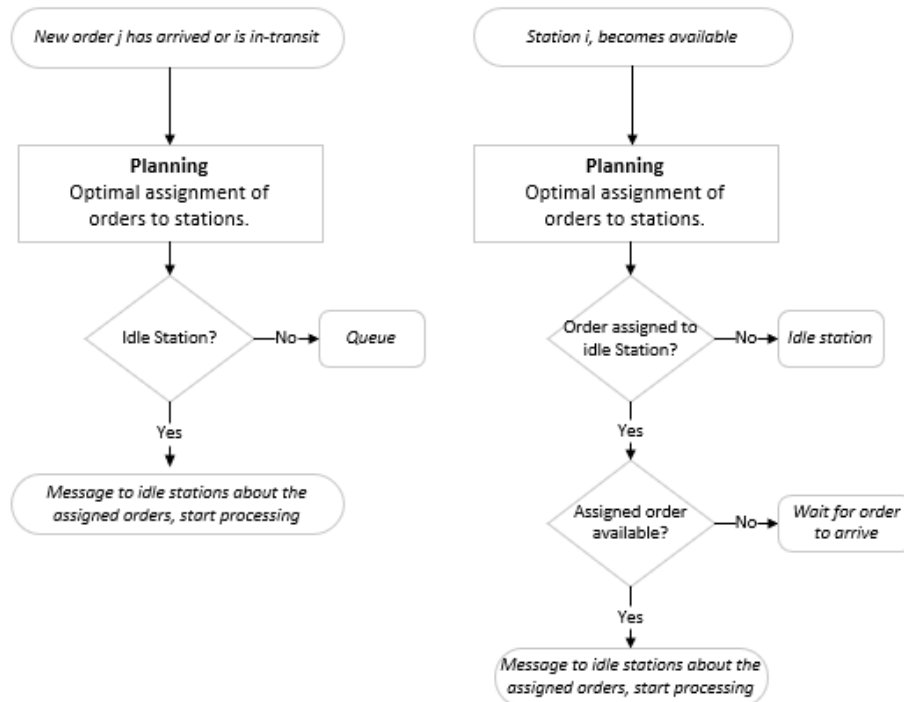 New order j has arrived or is in-transit
Planning
Optimal assignment of
orders to stations.
Idle Station?
No
Queue
Yes
Message to idle stations about the
assigned orders, start processing
Station i, becomes available
Planning
Optimal assignment of
orders to stations.
Order assigned to
idle Station?
No
Idle station
Yes
Assigned order
available?
No
Wait for order
to arrive
Yes
Message to idle stations about the
assigned orders, start processing